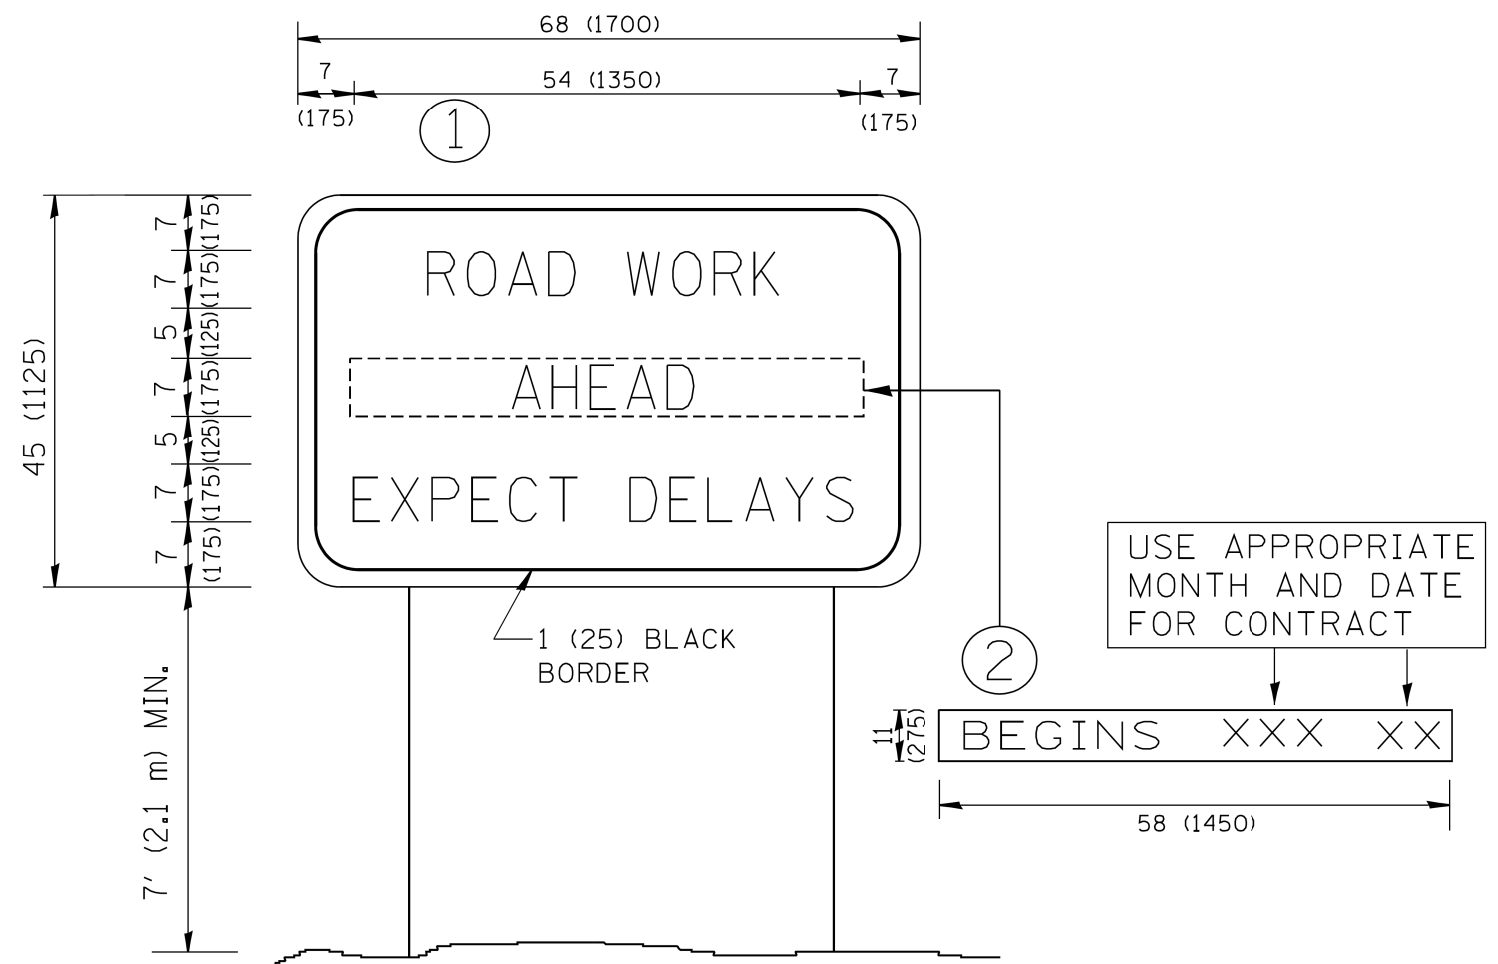 68 (1700)
7 54 (1350) 7
(175) (175)
1
45 (1125)
7 (175)
7 (175)
5 (125)
7 (175)
5 (125)
7 (175)
7 (175)
7' (2.1 m) MIN.
ROAD WORK
AHEAD
EXPECT DELAYS
1 (25) BLACK
BORDER
2
USE APPROPRIATE
MONTH AND DATE
FOR CONTRACT
11
(275)
BEGINS XXX XX
58 (1450)